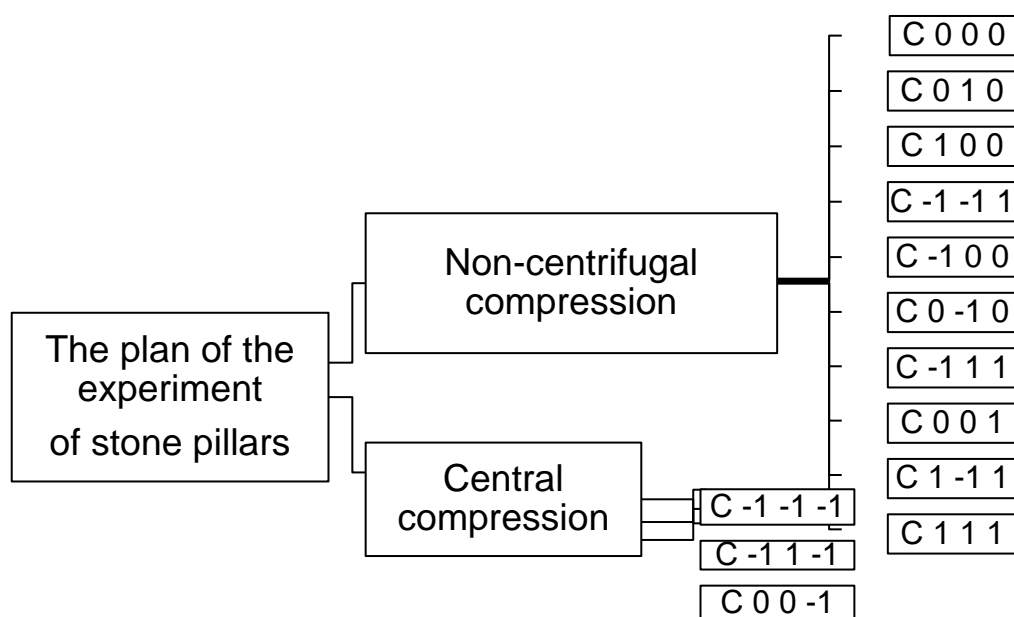 The plan of the
experiment
of stone pillars
Non-centrifugal
compression
Central
compression
C 0 0 0
C 0 1 0
C 1 0 0
C -1 -1 1
C -1 0 0
C 0 -1 0
C -1 1 1
C 0 0 1
C 1 -1 1
C 1 1 1
C -1 -1 -1
C -1 1 -1
C 0 0 -1